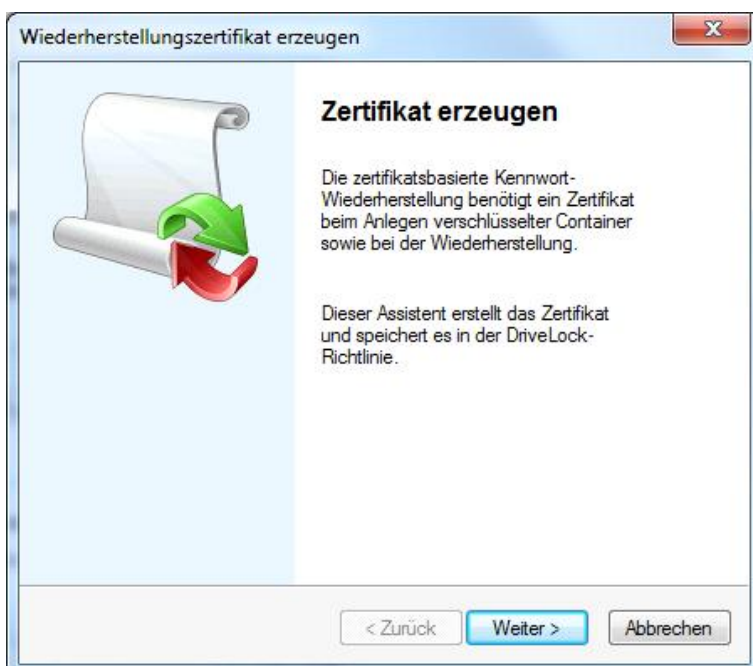 Wiederherstellungszertifikat erzeugen
Zertifikat erzeugen
Die zertifikatsbasierte Kennwort-
Wiederherstellung benötigt ein Zertifikat
beim Anlegen verschlüsselter Container
sowie bei der Wiederherstellung.
Dieser Assistent erstellt das Zertifikat
und speichert es in der DriveLock-
Richtlinie.
< Zurück
Weiter >
Abbrechen